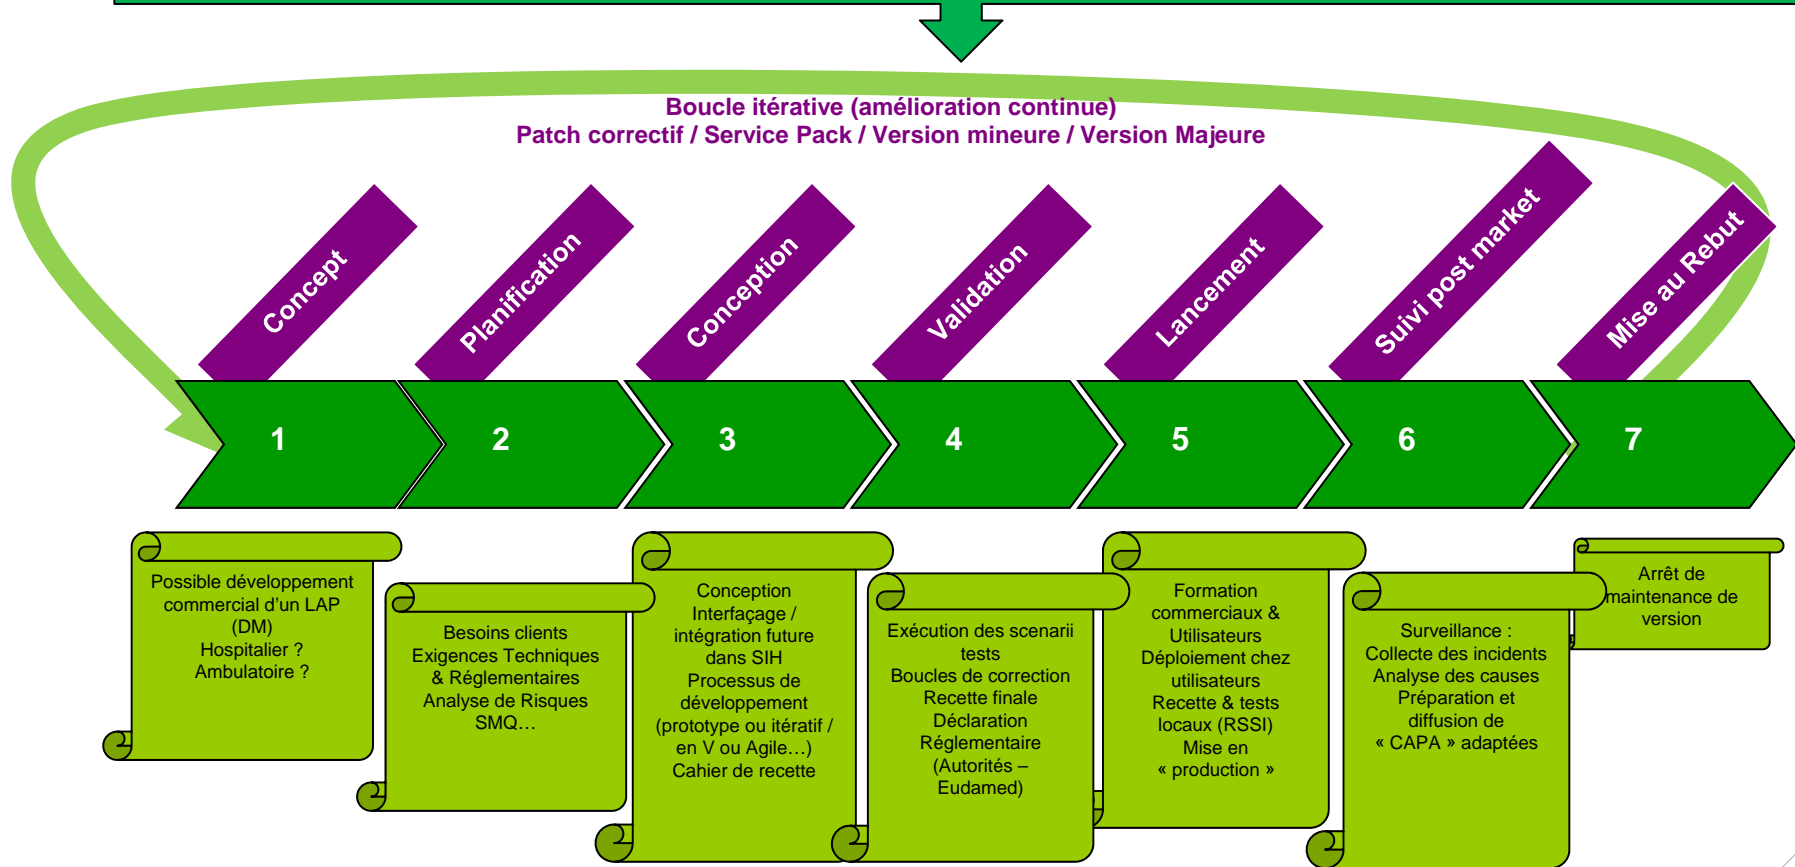 Boucle itérative (amélioration continue)
Patch correctif / Service Pack / Version mineure / Version Majeure
Concept
Planification
Conception
Validation
Lancement
Suivi post market
Mise au Rebut
1
2
3
4
5
6
7
Possible développement
commercial d'un LAP
(DM)
Hospitalier ?
Ambulatoire ?
Besoins clients
Exigences Techniques
& Réglementaires
Analyse de Risques
SMQ…
Conception
Interfaçage /
intégration future
dans SIH
Processus de
développement
(prototype ou itératif /
en V ou Agile…)
Cahier de recette
Exécution des scenarii
tests
Boucles de correction
Recette finale
Déclaration
Réglementaire
(Autorités –
Eudamed)
Formation
commerciaux &
Utilisateurs
Déploiement chez
utilisateurs
Recette & tests
locaux (RSSI)
Mise en
« production »
Surveillance :
Collecte des incidents
Analyse des causes
Préparation et
diffusion de
« CAPA » adaptées
Arrêt de
maintenance de
version